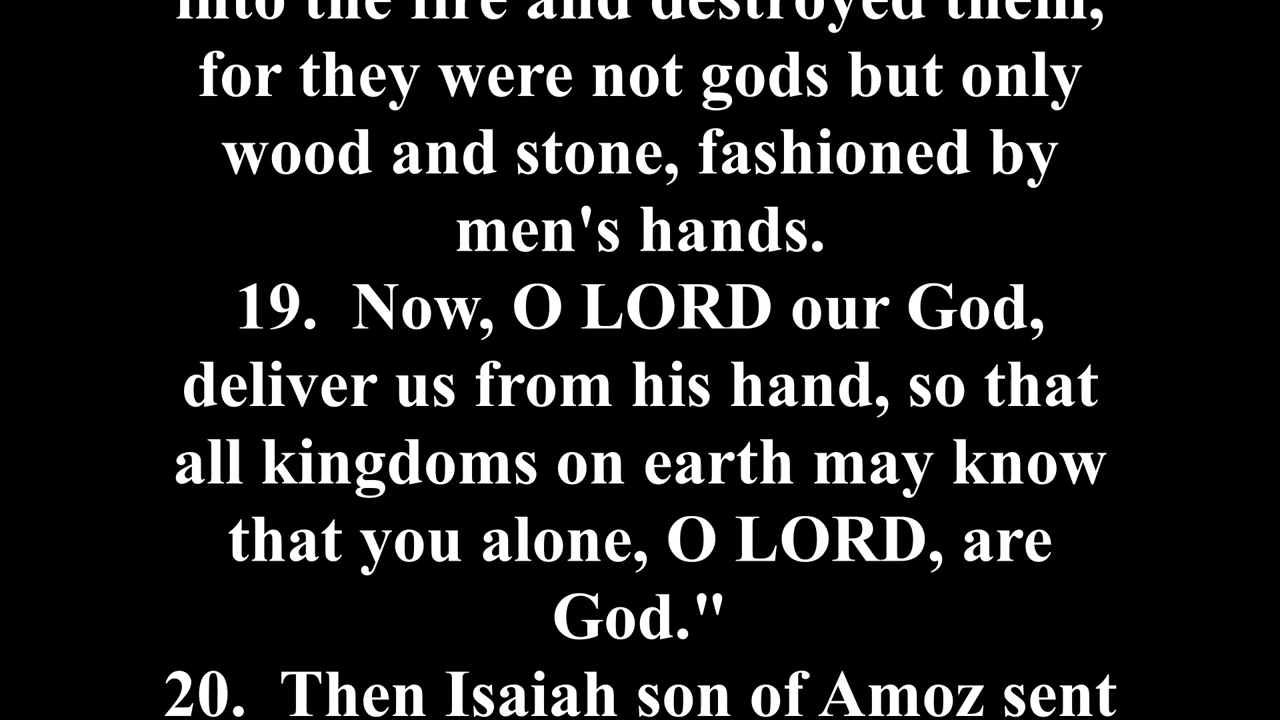 into the fire and destroyed them,
for they were not gods but only
wood and stone, fashioned by
men's hands.
19.  Now, O LORD our God,
deliver us from his hand, so that
all kingdoms on earth may know
that you alone, O LORD, are
God."
20.  Then Isaiah son of Amoz sent